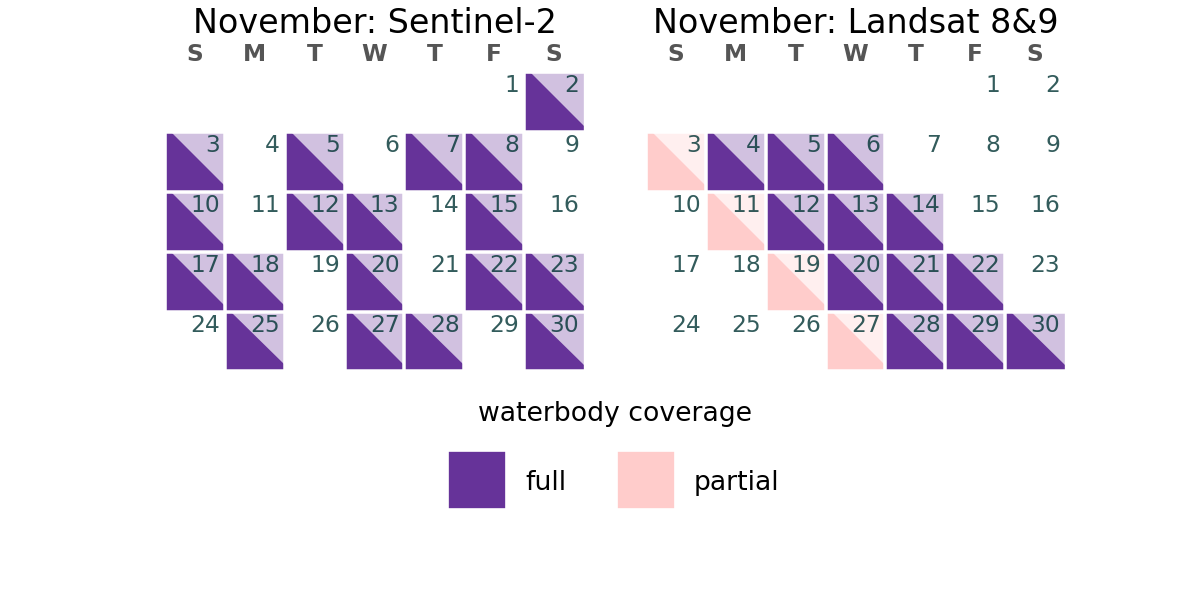 November: Sentinel-2 November: Landsat 8&9
S M T W T F S S M T W T F S
1 2 1 2
3 4 5 6 7 8 9 3 4 5 6 7 8 9
10 11 12 13 14 15 16 10 11 12 13 14 15 16
17 18 19 20 21 22 23 17 18 19 20 21 22 23
24 25 26 27 28 29 30 24 25 26 27 28 29 30
waterbody coverage
full partial